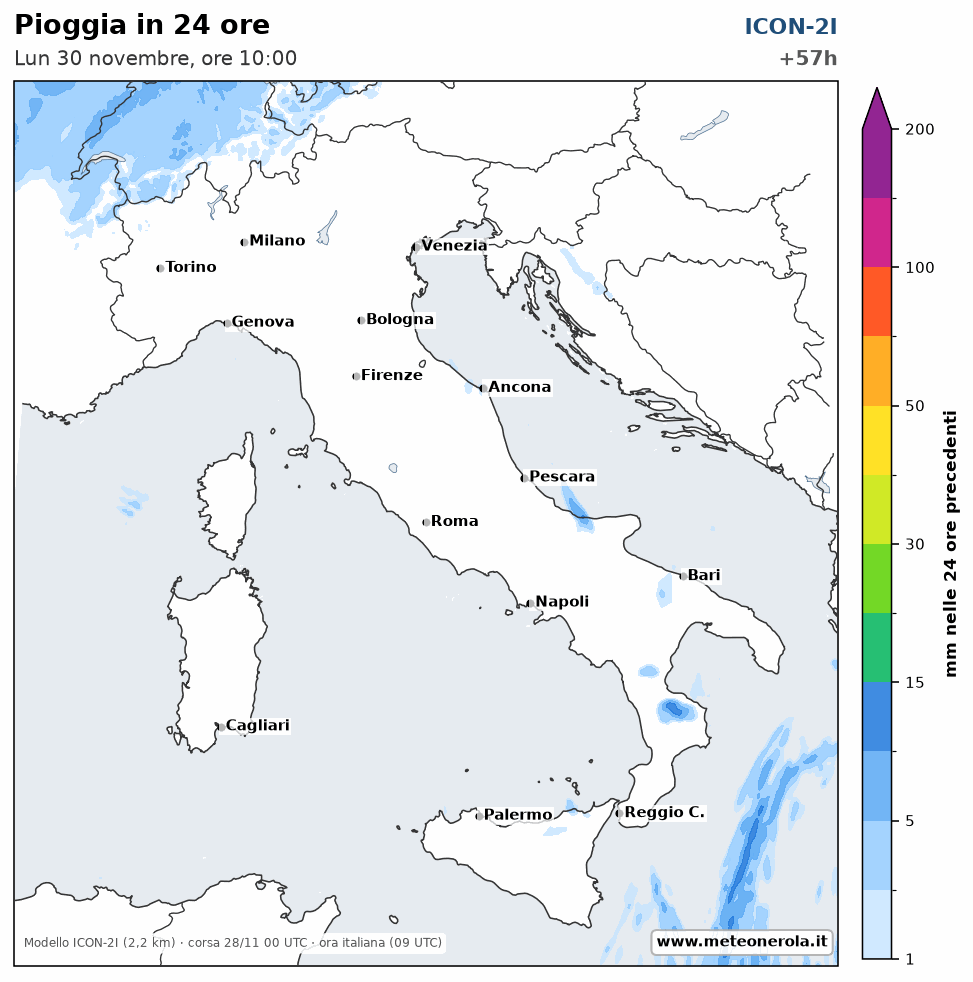 Pioggia in 24 ore
ICON-2I
Lun 30 novembre, ore 10:00
+57h
200
100
50
30
15
5
1
mm nelle 24 ore precedenti
Milano
Venezia
Torino
Genova
Bologna
Firenze
Ancona
Pescara
Roma
Bari
Napoli
Cagliari
Palermo
Reggio C.
Modello ICON-2I (2,2 km) · corsa 28/11 00 UTC · ora italiana (09 UTC)
www.meteonerola.it